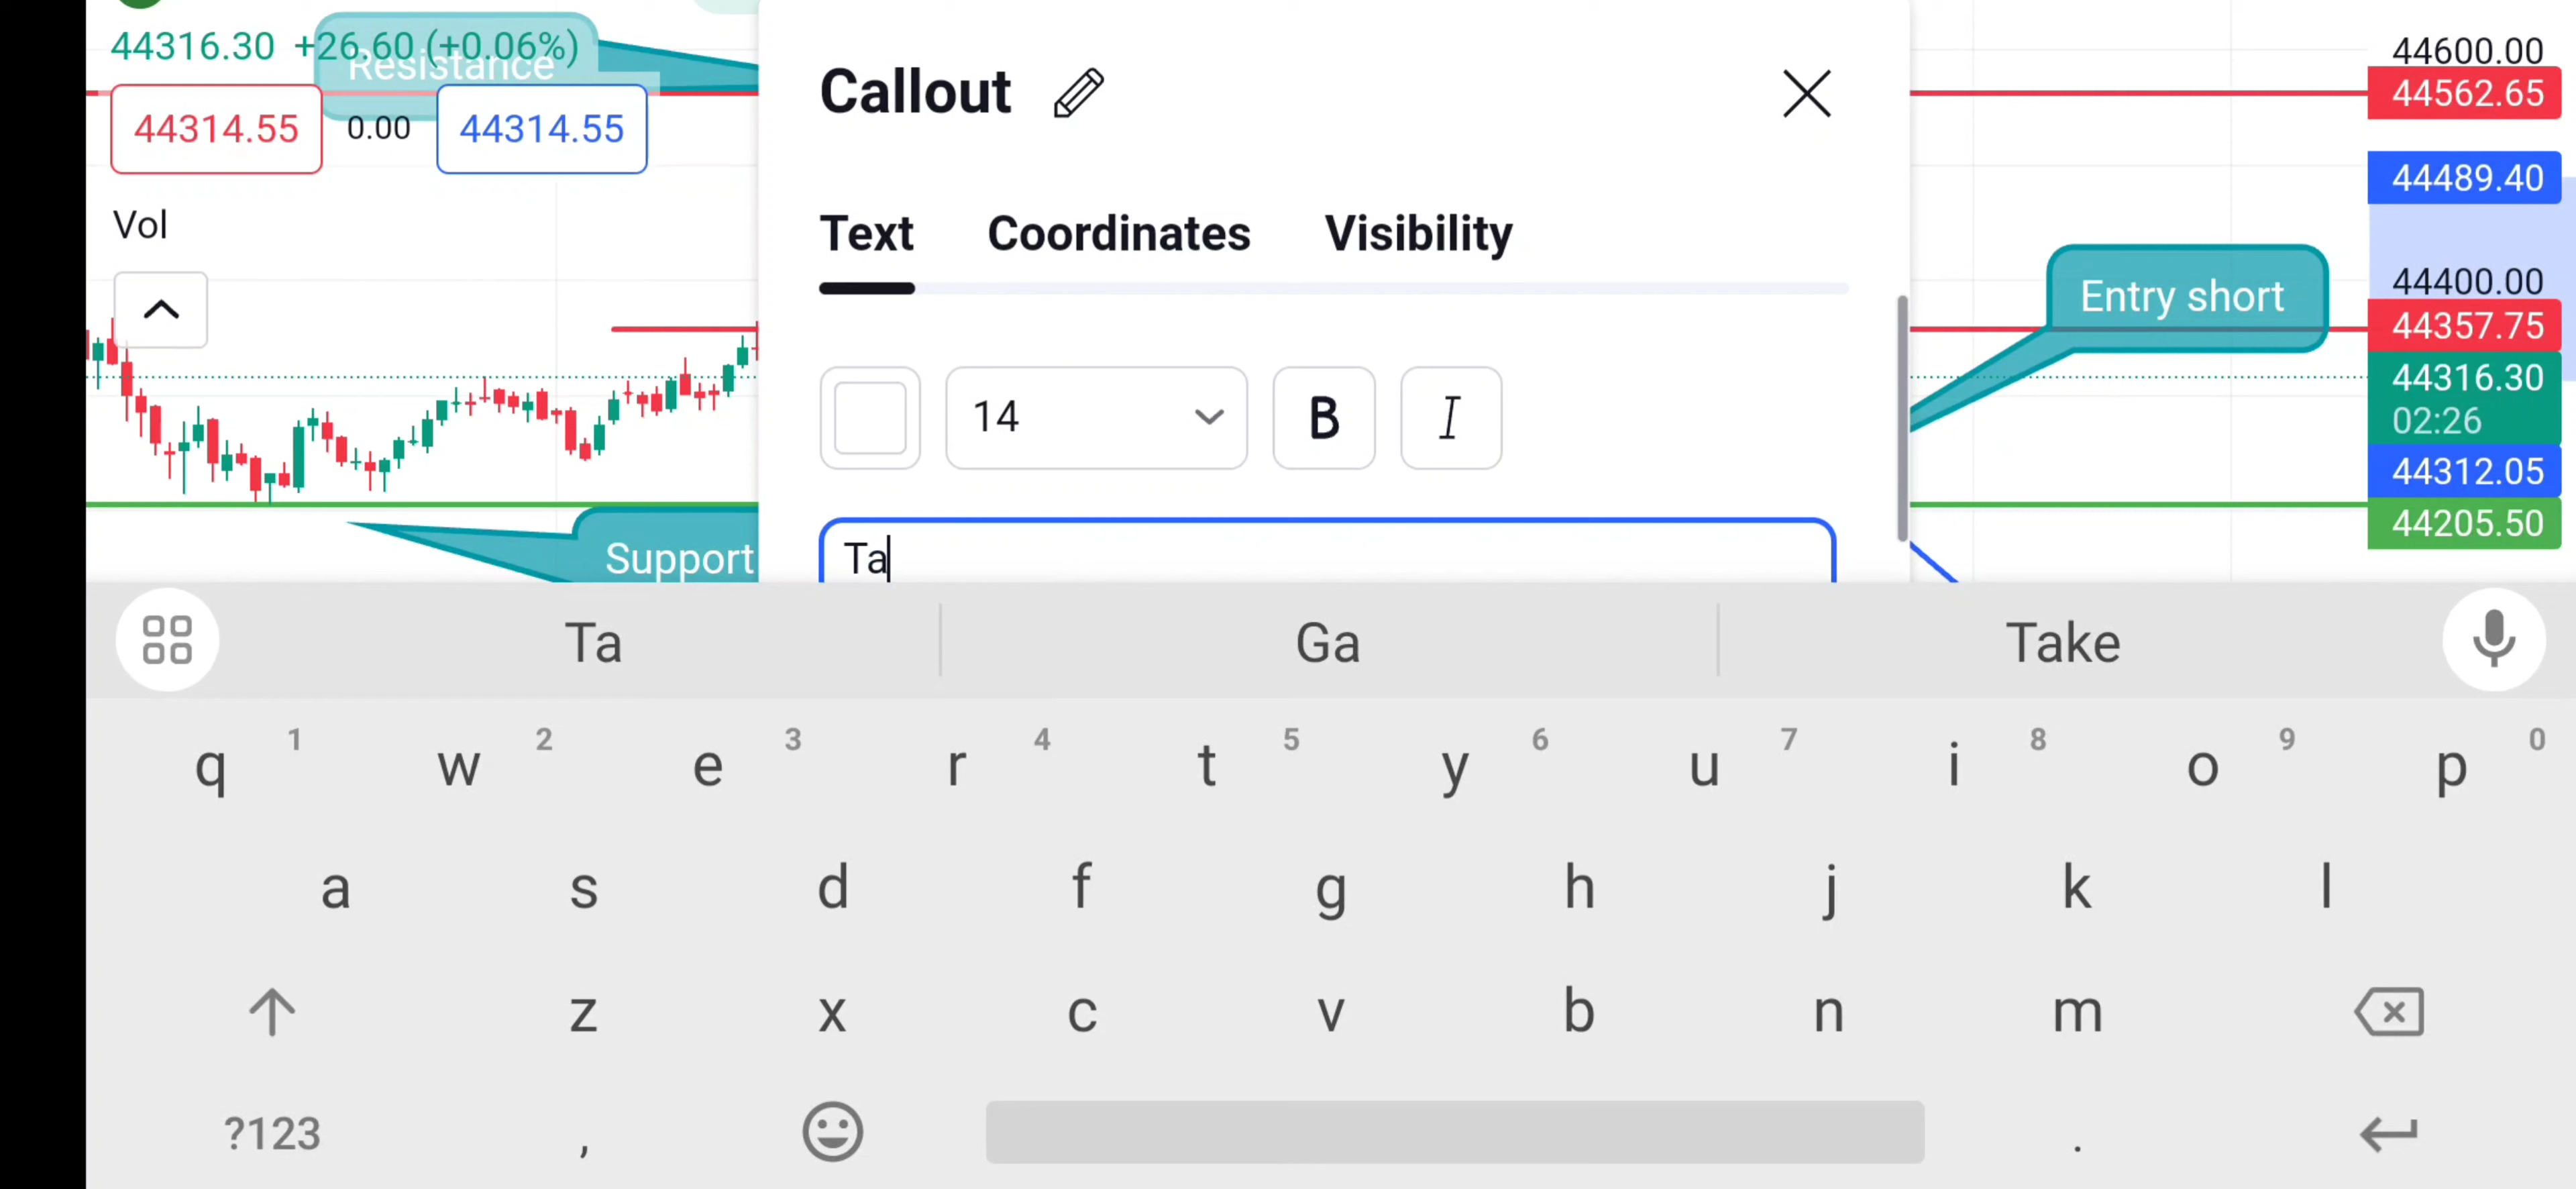 44316.30 +26.60 (+0.06%)
Resistance
44314.55 0.00 44314.55
Vol
Support
Callout
Text Coordinates Visibility
14 B I
Ta
Entry short
44600.00
44562.65
44489.40
44400.00
44357.75
44316.30
02:26
44312.05
44205.50
Ta Ga Take
q 1 w 2 e 3 r 4 t 5 y 6 u 7 i 8 o 9 p 0
a s d f g h j k l
z x c v b n m
?123 , .